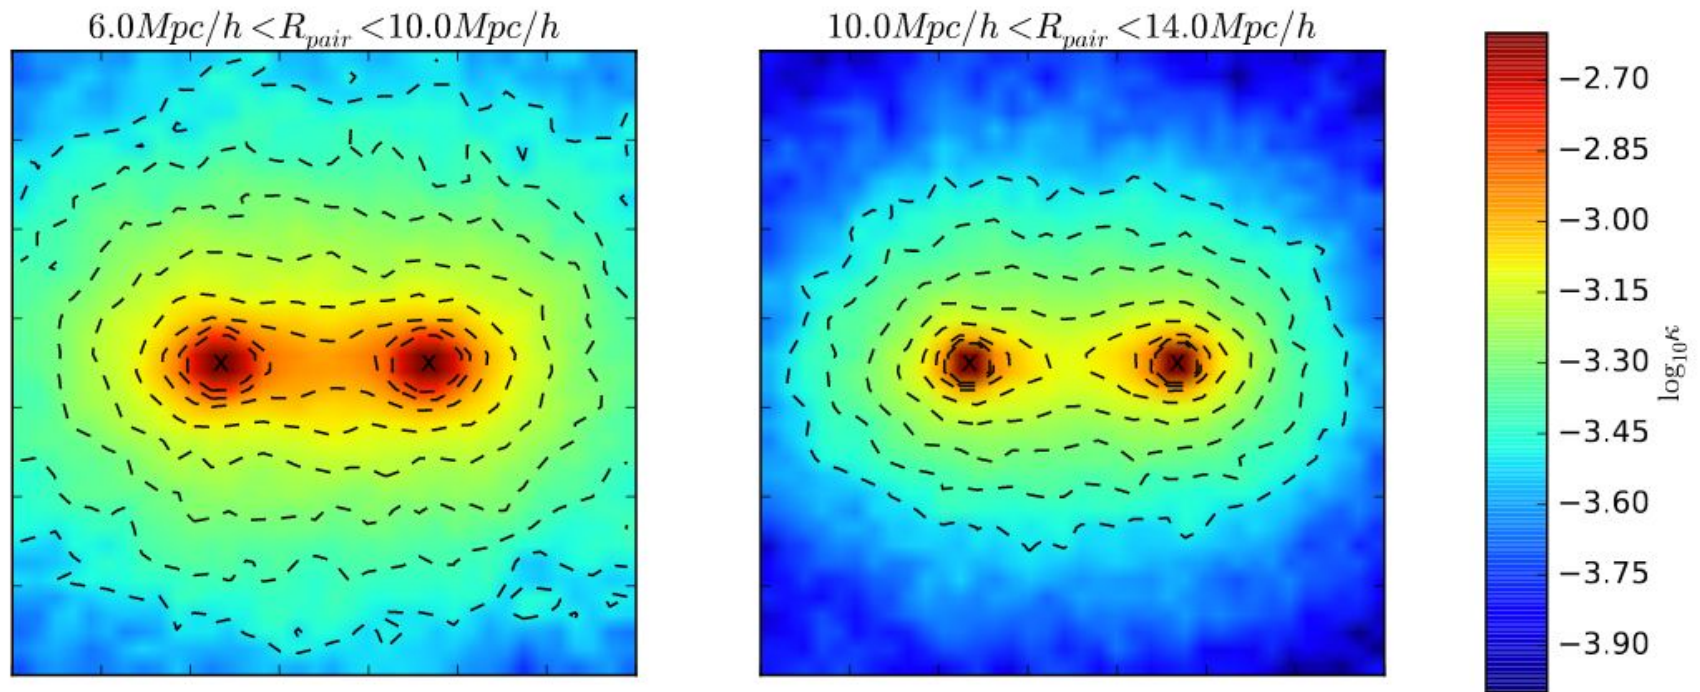 6.0Mpc/h <R_pair <10.0Mpc/h
10.0Mpc/h <R_pair <14.0Mpc/h
x x
x x
−2.70
−2.85
−3.00
−3.15
−3.30
−3.45
−3.60
−3.75
−3.90
log₁₀κ